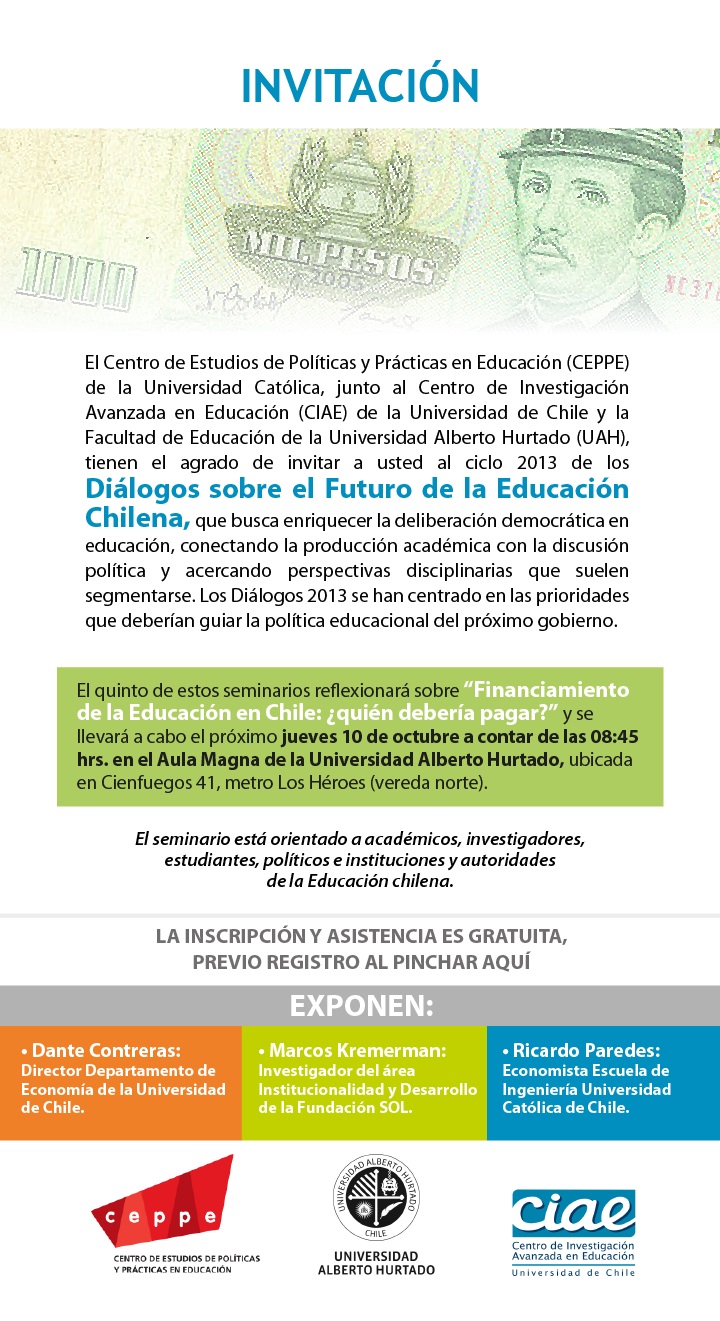 INVITACIÓN
1000
MIL PESOS
2005
El Centro de Estudios de Políticas y Prácticas en Educación (CEPPE)
de la Universidad Católica, junto al Centro de Investigación
Avanzada en Educación (CIAE) de la Universidad de Chile y la
Facultad de Educación de la Universidad Alberto Hurtado (UAH),
tienen el agrado de invitar a usted al ciclo 2013 de los
Diálogos sobre el Futuro de la Educación
Chilena, que busca enriquecer la deliberación democrática en
educación, conectando la producción académica con la discusión
política y acercando perspectivas disciplinarias que suelen
segmentarse. Los Diálogos 2013 se han centrado en las prioridades
que deberían guiar la política educacional del próximo gobierno.
El quinto de estos seminarios reflexionará sobre “Financiamiento
de la Educación en Chile: ¿quién debería pagar?” y se
llevará a cabo el próximo jueves 10 de octubre a contar de las 08:45
hrs. en el Aula Magna de la Universidad Alberto Hurtado, ubicada
en Cienfuegos 41, metro Los Héroes (vereda norte).
El seminario está orientado a académicos, investigadores,
estudiantes, políticos e instituciones y autoridades
de la Educación chilena.
LA INSCRIPCIÓN Y ASISTENCIA ES GRATUITA,
PREVIO REGISTRO AL PINCHAR AQUÍ
EXPONEN:
• Dante Contreras:
Director Departamento de
Economía de la Universidad
de Chile.
• Marcos Kremerman:
Investigador del área
Institucionalidad y Desarrollo
de la Fundación SOL.
• Ricardo Paredes:
Economista Escuela de
Ingeniería Universidad
Católica de Chile.
ceppe
CENTRO DE ESTUDIOS DE POLÍTICAS
Y PRÁCTICAS EN EDUCACIÓN
UNIVERSIDAD ALBERTO HURTADO
CHILE
UNIVERSIDAD
ALBERTO HURTADO
ciae
Centro de Investigación
Avanzada en Educación
Universidad de Chile